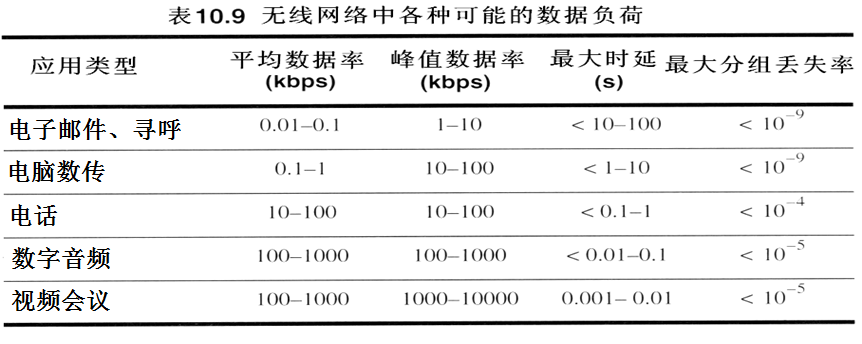 表10.9 无线网络中各种可能的数据负荷
应用类型 平均数据率 (kbps) 峰值数据率 (kbps) 最大时延 (s) 最大分组丢失率
电子邮件、寻呼 0.01–0.1 1–10 < 10–100 < 10⁻⁹
电脑数传 0.1–1 10–100 < 1–10 < 10⁻⁹
电话 10–100 10–100 < 0.1–1 < 10⁻⁴
数字音频 100–1000 100–1000 < 0.01–0.1 < 10⁻⁵
视频会议 100–1000 1000–10000 0.001– 0.01 < 10⁻⁵